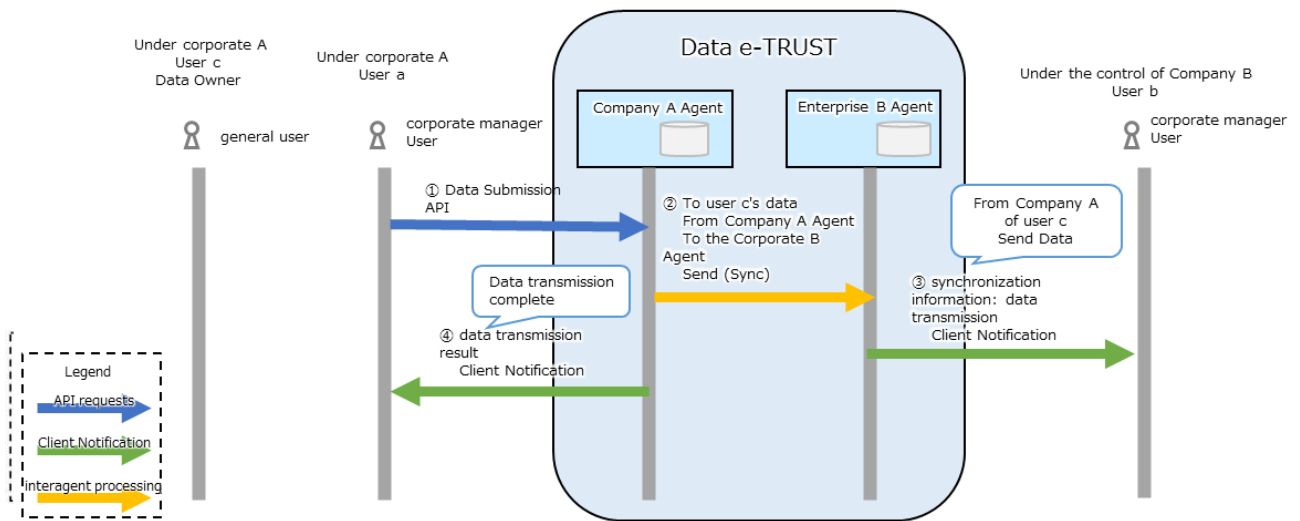 Under corporate A
User c
Data Owner
Under corporate A
User a
Data e-TRUST
Under the control of Company B
User b
Company A Agent
Enterprise B Agent
general user
corporate manager
User
corporate manager
User
① Data Submission
API
② To user c's data
From Company A Agent
To the Corporate B
Agent
Send (Sync)
From Company A
of user c
Send Data
Data transmission
complete
③ synchronization
information: data
transmission
Client Notification
④ data transmission
result
Client Notification
Legend
API requests
Client Notification
interagent processing